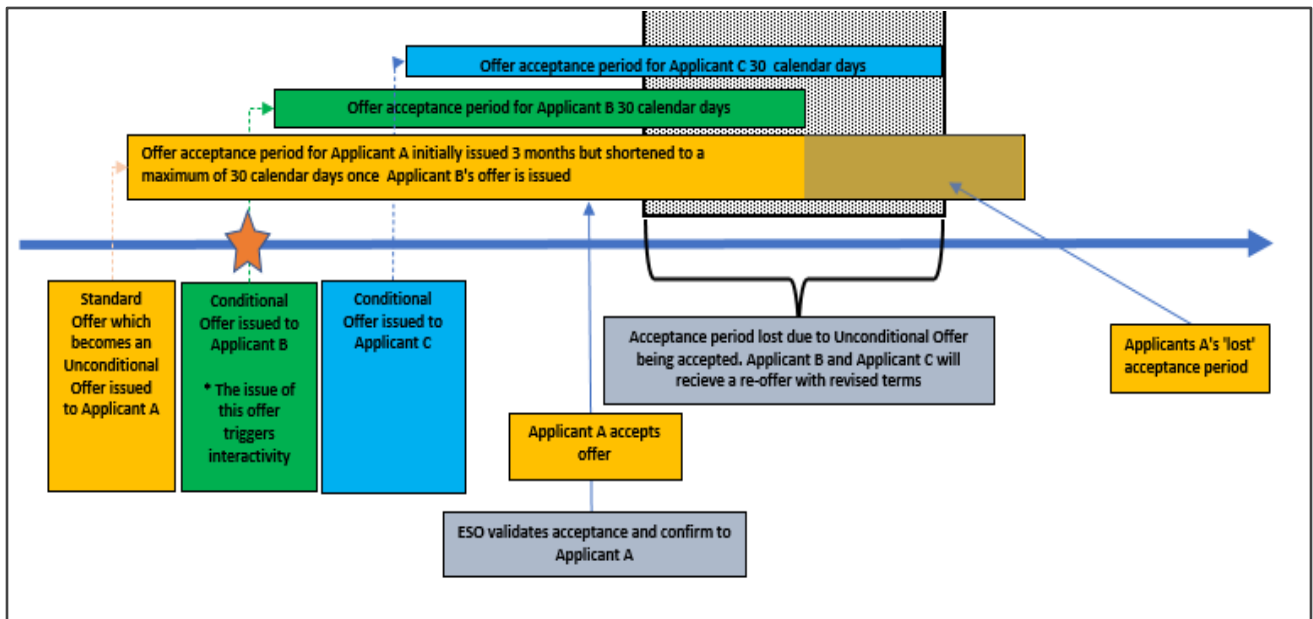 Offer acceptance period for Applicant C 30 calendar days
Offer acceptance period for Applicant B 30 calendar days
Offer acceptance period for Applicant A initially issued 3 months but shortened to a
maximum of 30 calendar days once Applicant B's offer is issued
Standard
Offer which
becomes an
Unconditional
Offer issued
to Applicant A
Conditional
Offer issued to
Applicant B
* The issue of
this offer
triggers
interactivity
Conditional
Offer issued to
Applicant C
Applicant A accepts
offer
ESO validates acceptance and confirm to
Applicant A
Acceptance period lost due to Unconditional Offer
being accepted. Applicant B and Applicant C will
recieve a re-offer with revised terms
Applicants A's 'lost'
acceptance period